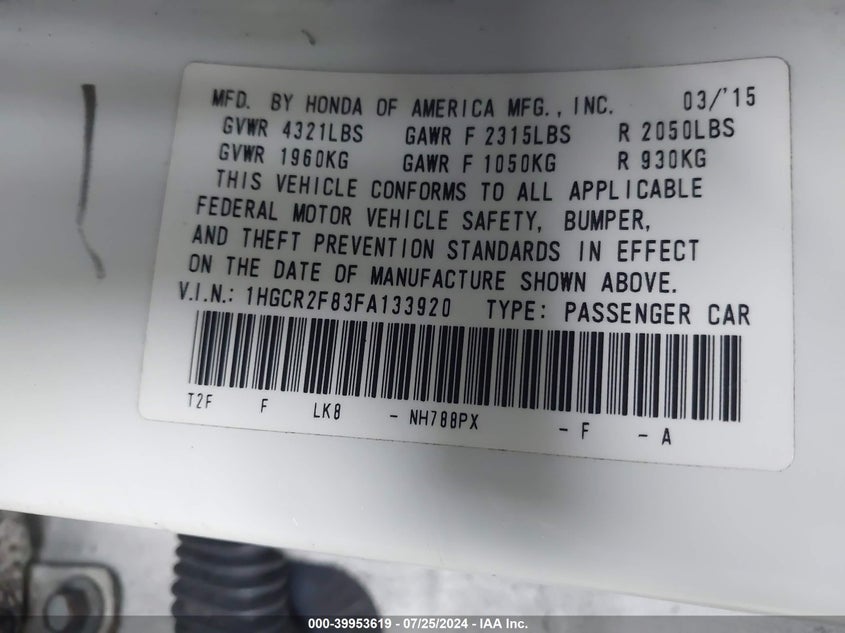 MFD. BY HONDA OF AMERICA MFG., INC. 03/'15
GVWR 4321LBS GAWR F 2315LBS R 2050LBS
GVWR 1960KG GAWR F 1050KG R 930KG
THIS VEHICLE CONFORMS TO ALL APPLICABLE
FEDERAL MOTOR VEHICLE SAFETY, BUMPER,
AND THEFT PREVENTION STANDARDS IN EFFECT
ON THE DATE OF MANUFACTURE SHOWN ABOVE.
V.I.N.: 1HGCR2F83FA133920 TYPE: PASSENGER CAR
T2F F LK8 - NH788PX - F - A
000-39953619 - 07/25/2024 - IAA Inc.